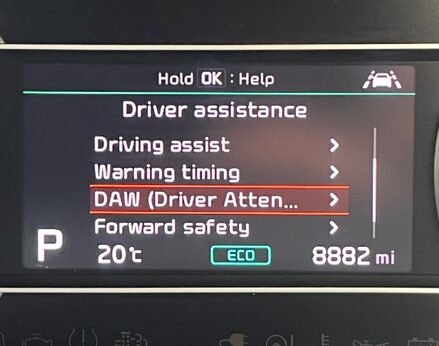 Hold OK : Help
Driver assistance
Driving assist
Warning timing
DAW (Driver Atten...
Forward safety
P
20℃ ECO 8882 mi